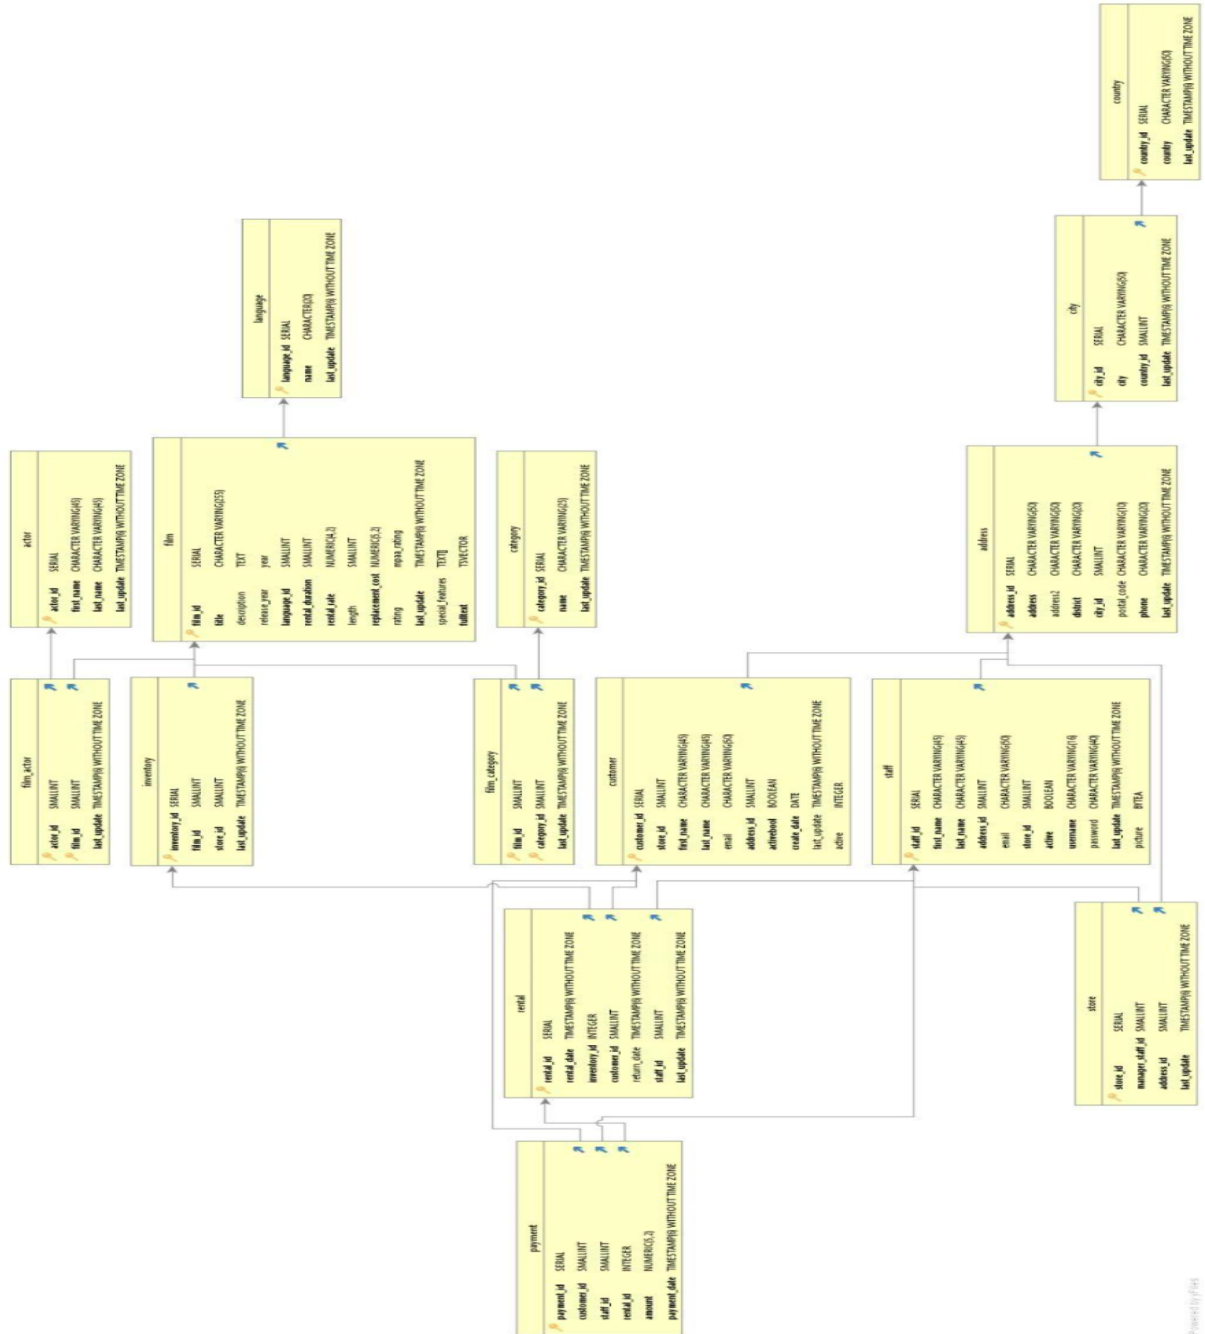 actor
actor_id SERIAL
first_name CHARACTER VARYING(45)
last_name CHARACTER VARYING(45)
last_update TIMESTAMP(6) WITHOUT TIME ZONE
film_actor
actor_id SMALLINT
film_id SMALLINT
last_update TIMESTAMP(6) WITHOUT TIME ZONE
film
film_id SERIAL
title CHARACTER VARYING(255)
description TEXT
release_year year
language_id SMALLINT
rental_duration SMALLINT
rental_rate NUMERIC(4,2)
length SMALLINT
replacement_cost NUMERIC(5,2)
rating mpaa_rating
last_update TIMESTAMP(6) WITHOUT TIME ZONE
special_features TEXT[]
fulltext TSVECTOR
language
language_id SERIAL
name CHARACTER(20)
last_update TIMESTAMP(6) WITHOUT TIME ZONE
inventory
inventory_id SERIAL
film_id SMALLINT
store_id SMALLINT
last_update TIMESTAMP(6) WITHOUT TIME ZONE
category
category_id SERIAL
name CHARACTER VARYING(25)
last_update TIMESTAMP(6) WITHOUT TIME ZONE
film_category
film_id SMALLINT
category_id SMALLINT
last_update TIMESTAMP(6) WITHOUT TIME ZONE
customer
customer_id SERIAL
store_id SMALLINT
first_name CHARACTER VARYING(45)
last_name CHARACTER VARYING(45)
email CHARACTER VARYING(50)
address_id SMALLINT
activebool BOOLEAN
create_date DATE
last_update TIMESTAMP(6) WITHOUT TIME ZONE
active INTEGER
rental
rental_id SERIAL
rental_date TIMESTAMP(6) WITHOUT TIME ZONE
inventory_id INTEGER
customer_id SMALLINT
return_date TIMESTAMP(6) WITHOUT TIME ZONE
staff_id SMALLINT
last_update TIMESTAMP(6) WITHOUT TIME ZONE
payment
payment_id SERIAL
customer_id SMALLINT
staff_id SMALLINT
rental_id INTEGER
amount NUMERIC(5,2)
payment_date TIMESTAMP(6) WITHOUT TIME ZONE
staff
staff_id SERIAL
first_name CHARACTER VARYING(45)
last_name CHARACTER VARYING(45)
address_id SMALLINT
email CHARACTER VARYING(50)
store_id SMALLINT
active BOOLEAN
username CHARACTER VARYING(16)
password CHARACTER VARYING(40)
last_update TIMESTAMP(6) WITHOUT TIME ZONE
picture BYTEA
address
address_id SERIAL
address CHARACTER VARYING(50)
address2 CHARACTER VARYING(50)
district CHARACTER VARYING(20)
city_id SMALLINT
postal_code CHARACTER VARYING(10)
phone CHARACTER VARYING(20)
last_update TIMESTAMP(6) WITHOUT TIME ZONE
city
city_id SERIAL
city CHARACTER VARYING(50)
country_id SMALLINT
last_update TIMESTAMP(6) WITHOUT TIME ZONE
country
country_id SERIAL
country CHARACTER VARYING(50)
last_update TIMESTAMP(6) WITHOUT TIME ZONE
store
store_id SERIAL
manager_staff_id SMALLINT
address_id SMALLINT
last_update TIMESTAMP(6) WITHOUT TIME ZONE
Powered by yFiles